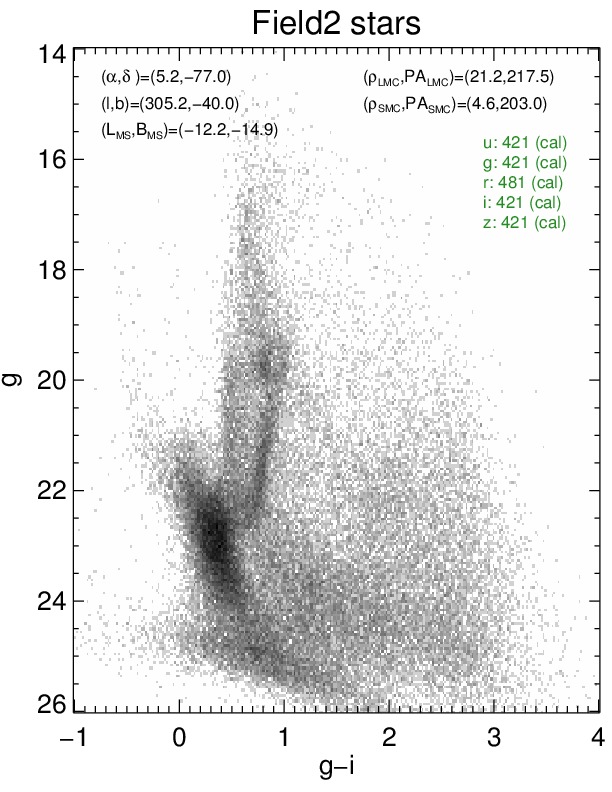 Field2 stars
(α,δ )=(5.2,−77.0)
(l,b)=(305.2,−40.0)
(LMS,BMS)=(−12.2,−14.9)
(ρLMC,PALMC)=(21.2,217.5)
(ρSMC,PASMC)=(4.6,203.0)
u: 421 (cal)
g: 421 (cal)
r: 481 (cal)
i: 421 (cal)
z: 421 (cal)
14
16
18
20
22
24
26
g
−1 0 1 2 3 4
g−i